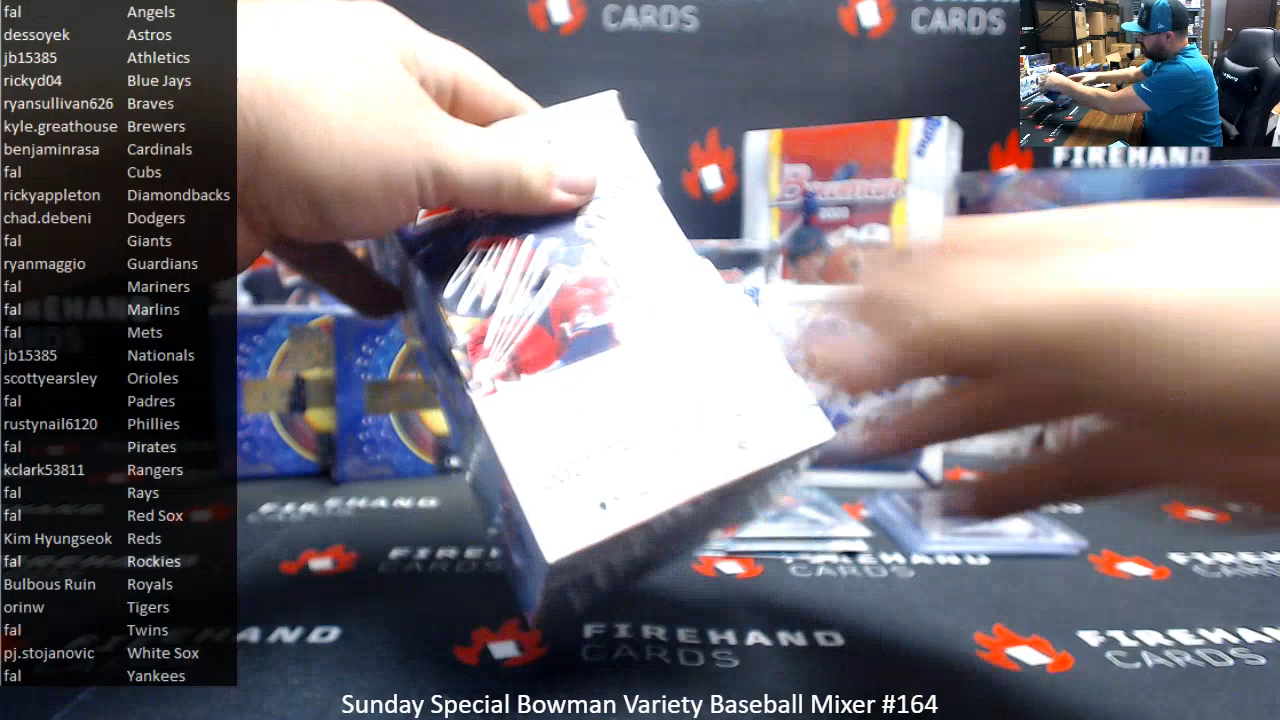 fal Angels
dessoyek Astros
jb15385 Athletics
rickyd04 Blue Jays
ryansullivan626 Braves
kyle.greathouse Brewers
benjaminrasa Cardinals
fal Cubs
rickyappleton Diamondbacks
chad.debeni Dodgers
fal Giants
ryanmaggio Guardians
fal Mariners
fal Marlins
fal Mets
jb15385 Nationals
scottyearsley Orioles
fal Padres
rustynail6120 Phillies
fal Pirates
kclark53811 Rangers
fal Rays
fal Red Sox
Kim Hyungseok Reds
fal Rockies
Bulbous Ruin Royals
orinw Tigers
fal Twins
pj.stojanovic White Sox
fal Yankees
CARDS
CARDS
FIREHAND
Bowman
FIREHAND
CARDS
FIREHAND
CARDS
FIREHAND
CARDS
Sunday Special Bowman Variety Baseball Mixer #164